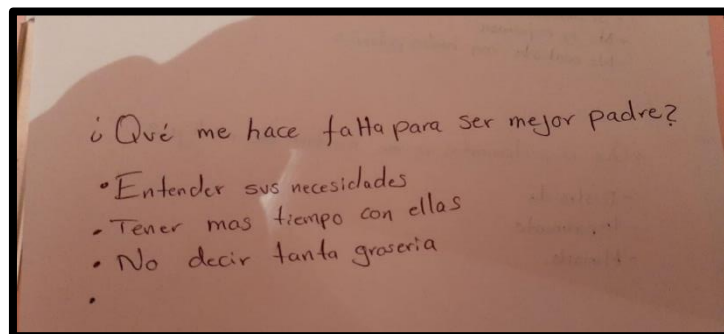 ¿Qué me hace falta para ser mejor padre?
• Entender sus necesidades
• Tener mas tiempo con ellas
• No decir tanta groseria
•